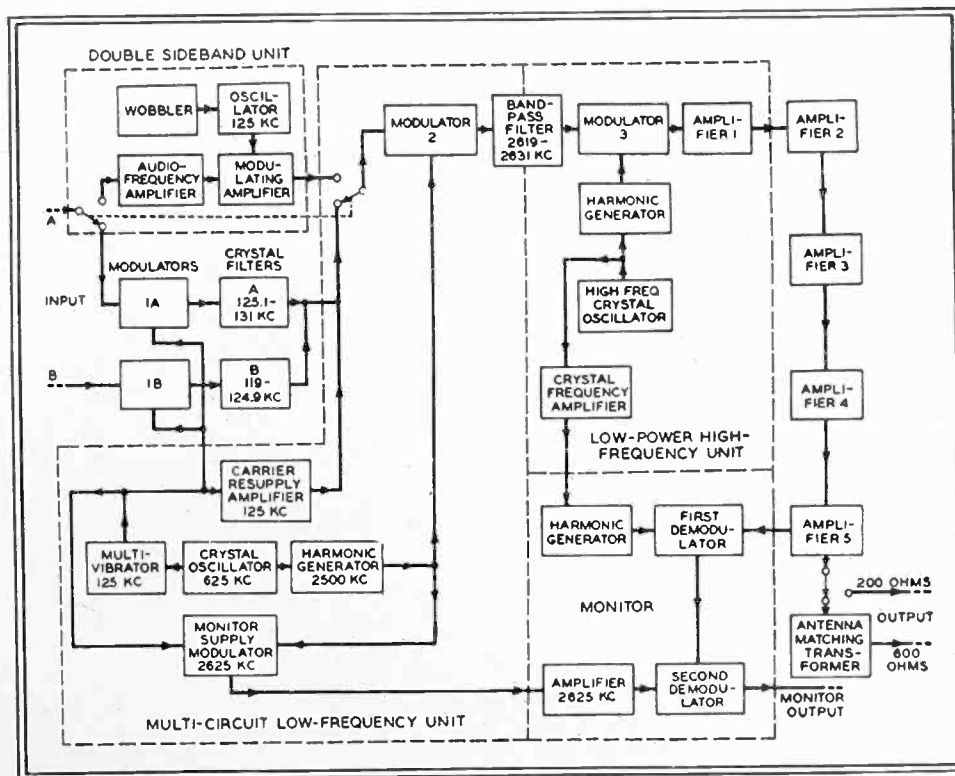 DOUBLE SIDEBAND UNIT
WOBBLER
OSCIL-
LATOR
125 KC
AUDIO-
FREQUENCY
AMPLIFIER
MODU-
LATING
AMPLIFIER
A
MODULATORS
CRYSTAL
FILTERS
INPUT
1A
A
125.1-
131 KC
B
1B
B
119-
124.9 KC
CARRIER
RESUPPLY
AMPLIFIER
125 KC
MULTI-
VIBRATOR
125 KC
CRYSTAL
OSCILLATOR
625 KC
HARMONIC
GENERATOR
2500 KC
MONITOR
SUPPLY
MODULATOR
2625 KC
MULTI-CIRCUIT LOW-FREQUENCY UNIT
MODULATOR
2
BAND-
PASS
FILTER
2619-
2631 KC
MODULATOR
3
AMPLI-
FIER 1
AMPLI-
FIER 2
HARMONIC
GENERATOR
HIGH FREQ
CRYSTAL
OSCILLATOR
AMPLI-
FIER 3
CRYSTAL
FREQUENCY
AMPLIFIER
AMPLI-
FIER 4
LOW-POWER HIGH-
FREQUENCY UNIT
HARMONIC
GENERATOR
FIRST
DEMODU-
LATOR
AMPLI-
FIER 5
200 OHMS
OUTPUT
MONITOR
ANTENNA
MATCHING
TRANS-
FORMER
600
OHMS
AMPLIFIER
2625 KC
SECOND
DEMODU-
LATOR
MONITOR
OUTPUT